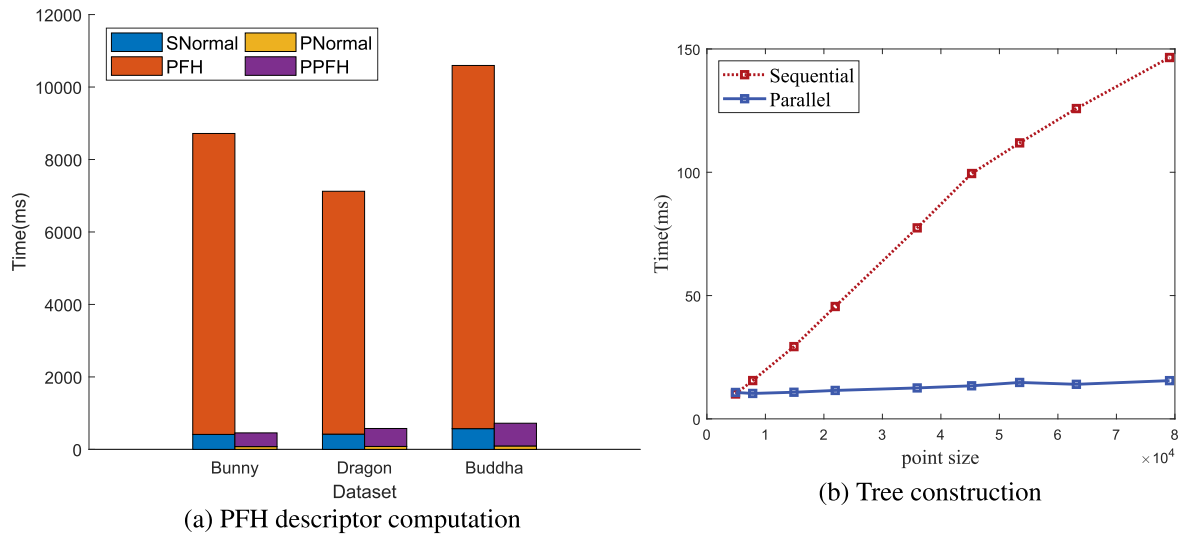 12000
10000
8000
6000
4000
2000
0
Time(ms)
SNormal PNormal
PFH PPFH
Bunny Dragon Buddha
Dataset
(a) PFH descriptor computation
150
100
50
0
Time(ms)
Sequential
Parallel
0 1 2 3 4 5 6 7 8
×10⁴
point size
(b) Tree construction